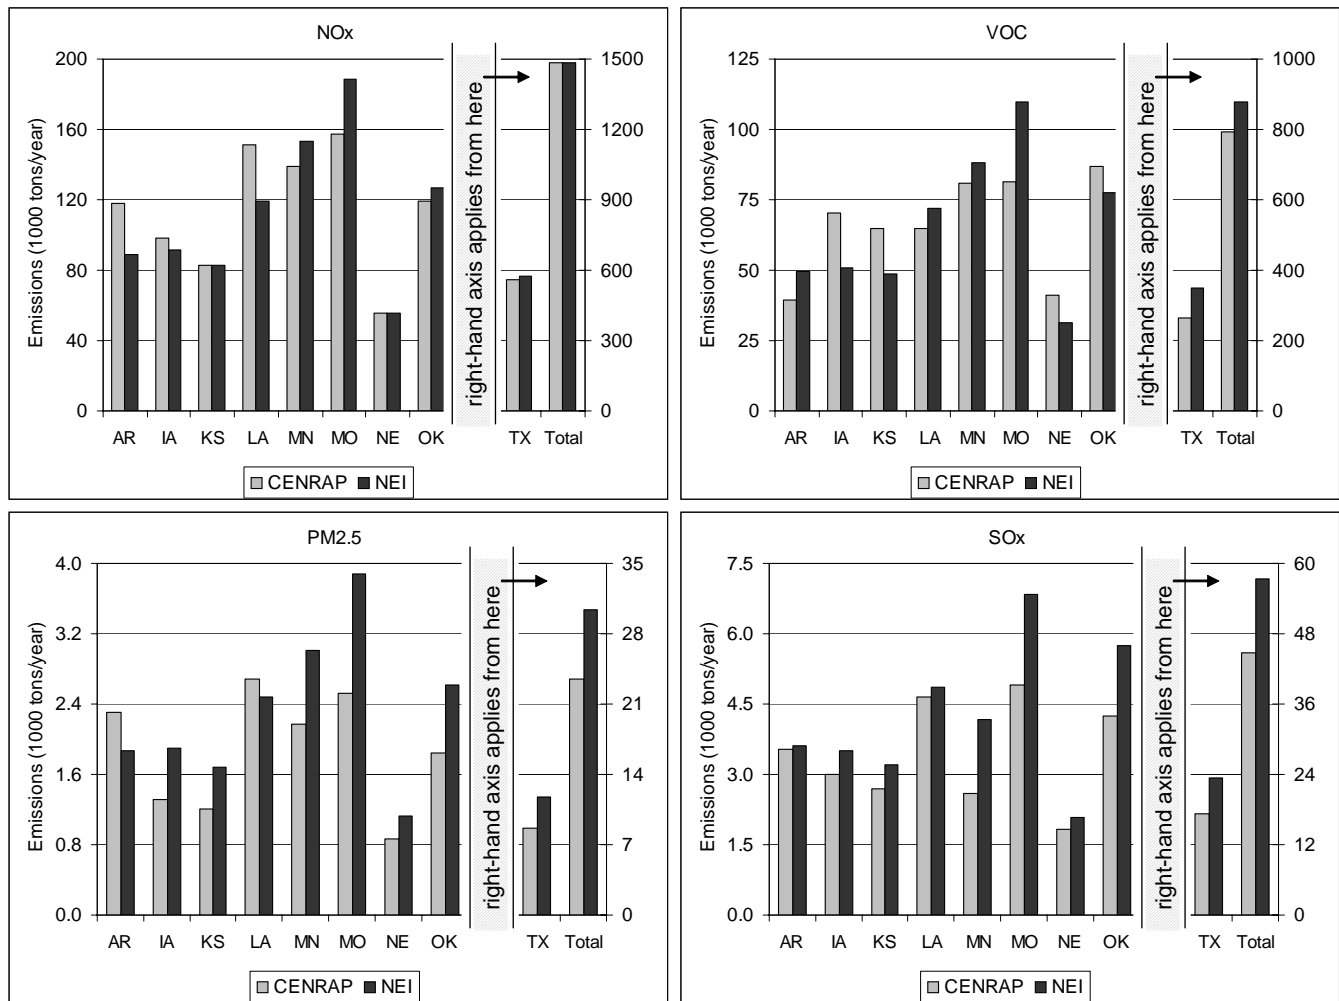 NOx
Emissions (1000 tons/year)
200
160
120
80
40
0
right-hand axis applies from here
1500
1200
900
600
300
0
AR IA KS LA MN MO NE OK TX Total
CENRAP NEI
VOC
Emissions (1000 tons/year)
125
100
75
50
25
0
right-hand axis applies from here
1000
800
600
400
200
0
AR IA KS LA MN MO NE OK TX Total
CENRAP NEI
PM2.5
Emissions (1000 tons/year)
4.0
3.2
2.4
1.6
0.8
0.0
right-hand axis applies from here
35
28
21
14
7
0
AR IA KS LA MN MO NE OK TX Total
CENRAP NEI
SOx
Emissions (1000 tons/year)
7.5
6.0
4.5
3.0
1.5
0.0
right-hand axis applies from here
60
48
36
24
12
0
AR IA KS LA MN MO NE OK TX Total
CENRAP NEI